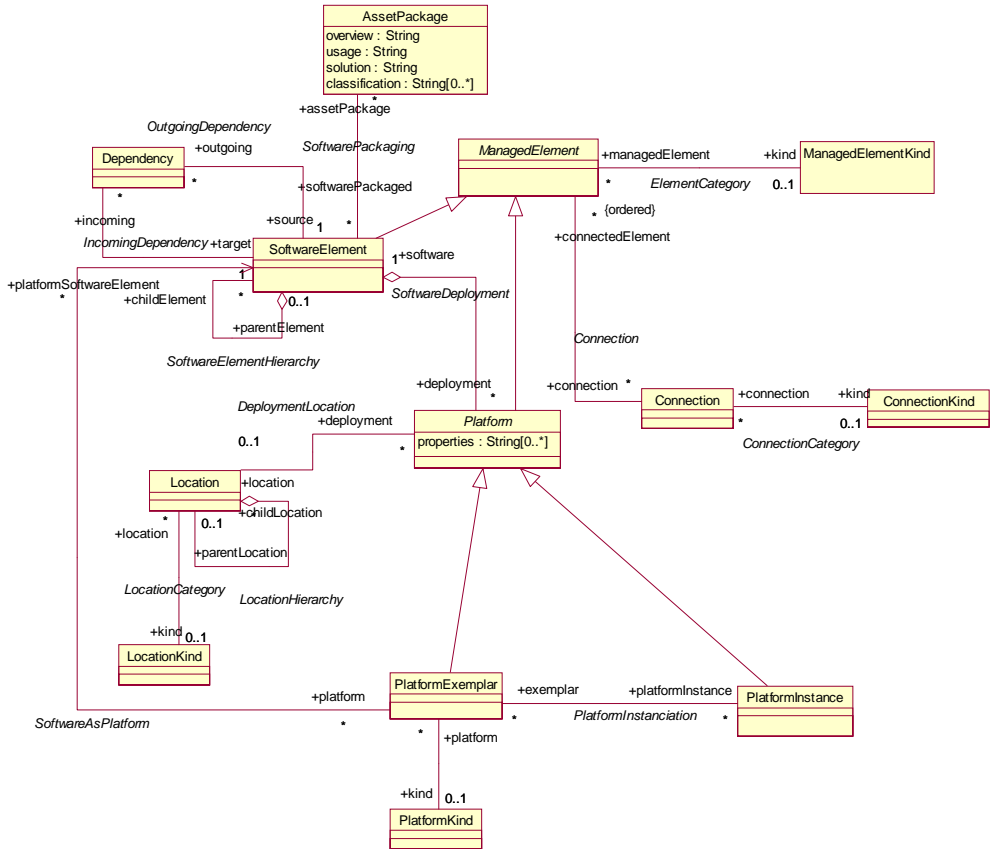 AssetPackage
overview : String
usage : String
solution : String
classification : String[0..*]
*
+assetPackage
OutgoingDependency
+outgoing
SoftwarePackaging
Dependency
*
*
+softwarePackaged
*
+source
1
ManagedElement
+managedElement
*
+kind
0..1
ElementCategory
ManagedElementKind
* {ordered}
+connectedElement
+incoming
IncomingDependency
+target
1
SoftwareElement
1
+software
+platformSoftwareElement
*
+childElement
*
0..1
+parentElement
SoftwareDeployment
SoftwareElementHierarchy
Connection
+deployment
*
+connection
*
Connection
+connection
*
+kind
0..1
ConnectionKind
ConnectionCategory
DeploymentLocation
+deployment
*
0..1
Platform
properties : String[0..*]
Location
+location
*
+childLocation
0..1
+parentLocation
+location
LocationCategory
LocationHierarchy
+kind
0..1
LocationKind
PlatformExemplar
+platform
*
SoftwareAsPlatform
+exemplar
*
+platformInstance
*
PlatformInstanciation
PlatformInstance
*
+platform
+kind
0..1
PlatformKind